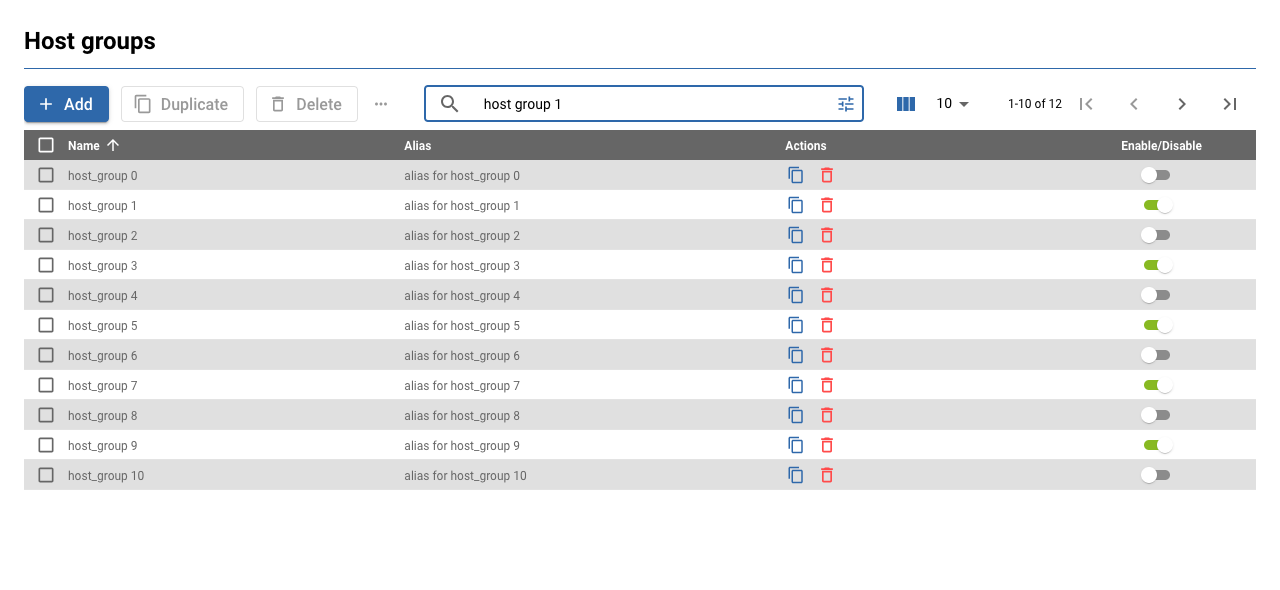 Host groups
Add Duplicate Delete ... host group 1 10 1-10 of 12
Name Alias Actions Enable/Disable
host_group 0 alias for host_group 0
host_group 1 alias for host_group 1
host_group 2 alias for host_group 2
host_group 3 alias for host_group 3
host_group 4 alias for host_group 4
host_group 5 alias for host_group 5
host_group 6 alias for host_group 6
host_group 7 alias for host_group 7
host_group 8 alias for host_group 8
host_group 9 alias for host_group 9
host_group 10 alias for host_group 10